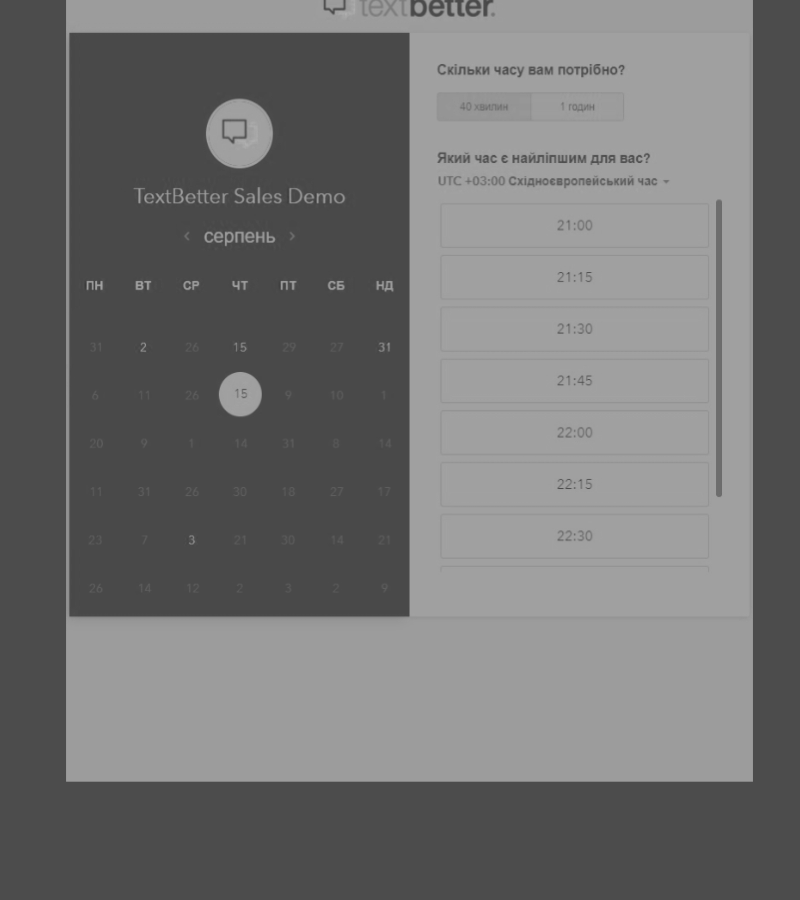 textbetter.
TextBetter Sales Demo
‹ серпень ›
ПН ВТ СР ЧТ ПТ СБ НД
31 2 26 15 29 27 31
6 11 26 15 9 10 1
20 9 1 14 31 8 14
11 31 26 30 18 27 17
23 7 3 21 30 14 21
26 14 12 2 3 2 9
Скільки часу вам потрібно?
40 хвилин 1 годин
Який час є найліпшим для вас?
UTC +03:00 Східноєвропейський час
21:00
21:15
21:30
21:45
22:00
22:15
22:30